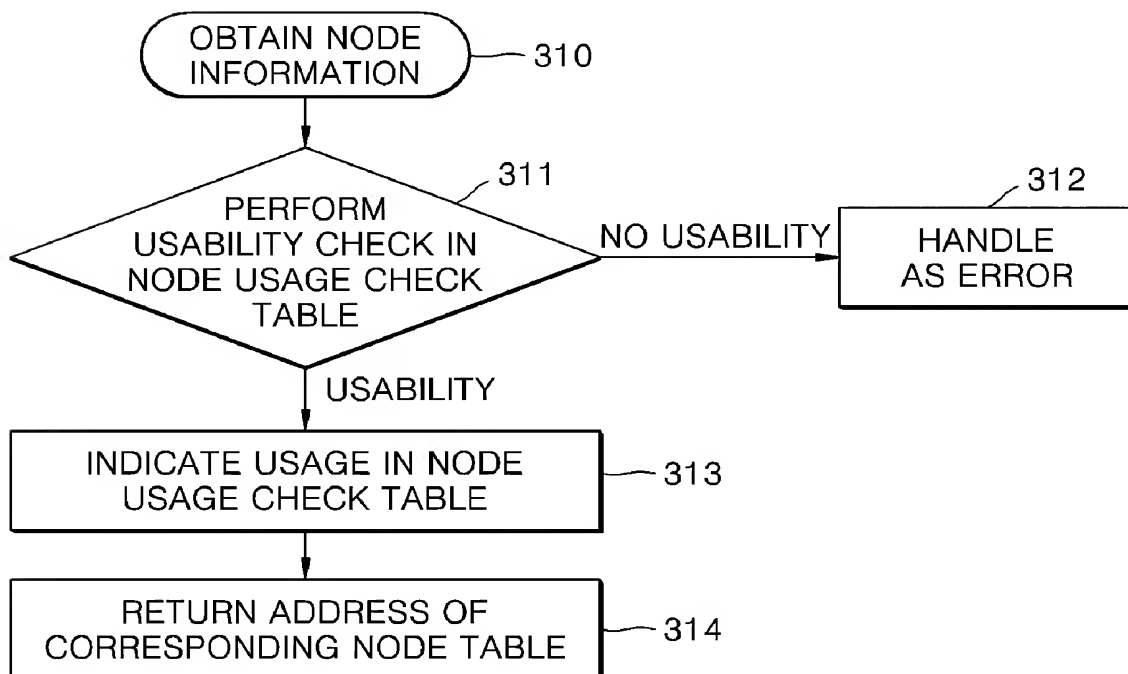 OBTAIN NODE
INFORMATION
310
311
PERFORM
USABILITY CHECK IN
NODE USAGE CHECK
TABLE
NO USABILITY
312
HANDLE
AS ERROR
USABILITY
INDICATE USAGE IN NODE
USAGE CHECK TABLE
313
RETURN ADDRESS OF
CORRESPONDING NODE TABLE
314